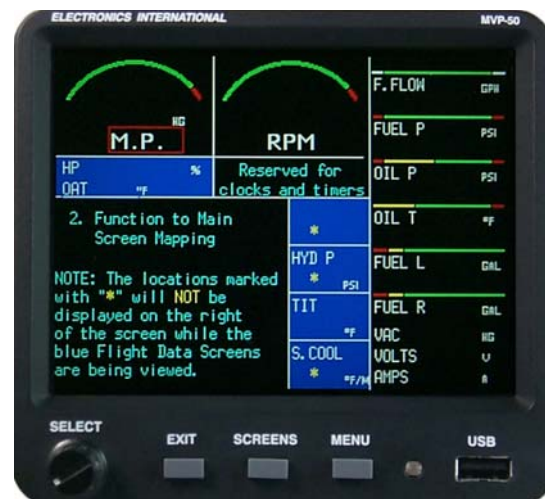 ELECTRONICS INTERNATIONAL
MVP-50
HG
M.P.
RPM
HP %
OAT °F
Reserved for
clocks and timers
2. Function to Main
Screen Mapping
NOTE: The locations marked
with "*" will NOT be
displayed on the right
of the screen while the
blue Flight Data Screens
are being viewed.
*
HYD P
* PSI
TIT
°F
S.COOL
* °F/M
F.FLOW GPH
FUEL P PSI
OIL P PSI
OIL T °F
FUEL L GAL
FUEL R GAL
VAC HG
VOLTS V
AMPS A
SELECT
EXIT
SCREENS
MENU
USB